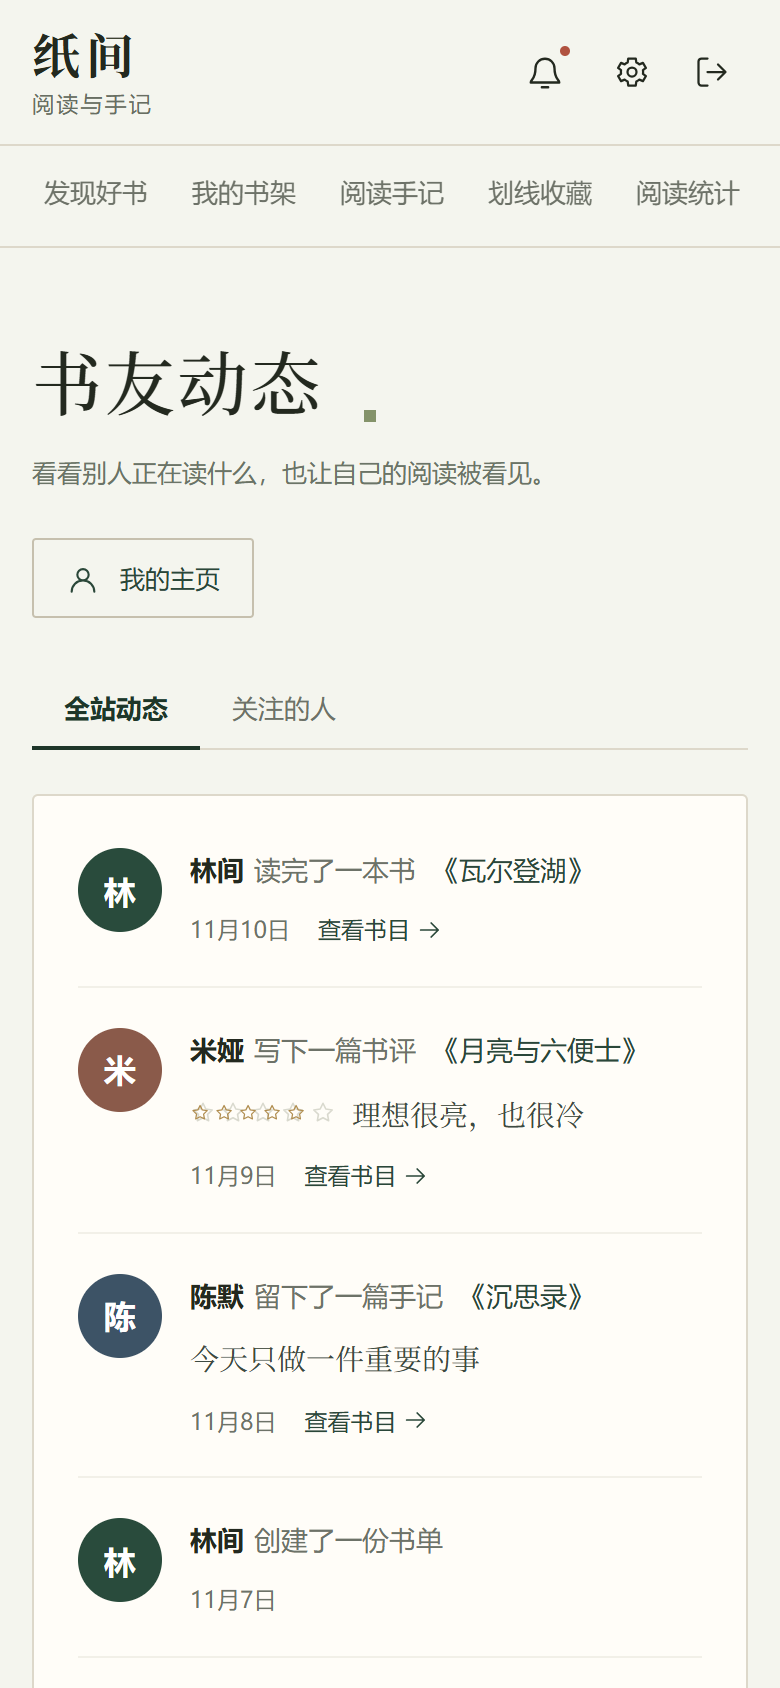 纸间
阅读与手记
发现好书 我的书架 阅读手记 划线收藏 阅读统计
书友动态
看看别人正在读什么，也让自己的阅读被看见。
我的主页
全站动态 关注的人
林 林间 读完了一本书 《瓦尔登湖》
11月10日 查看书目 →
米 米娅 写下一篇书评 《月亮与六便士》
理想很亮，也很冷
11月9日 查看书目 →
陈 陈默 留下了一篇手记 《沉思录》
今天只做一件重要的事
11月8日 查看书目 →
林 林间 创建了一份书单
11月7日